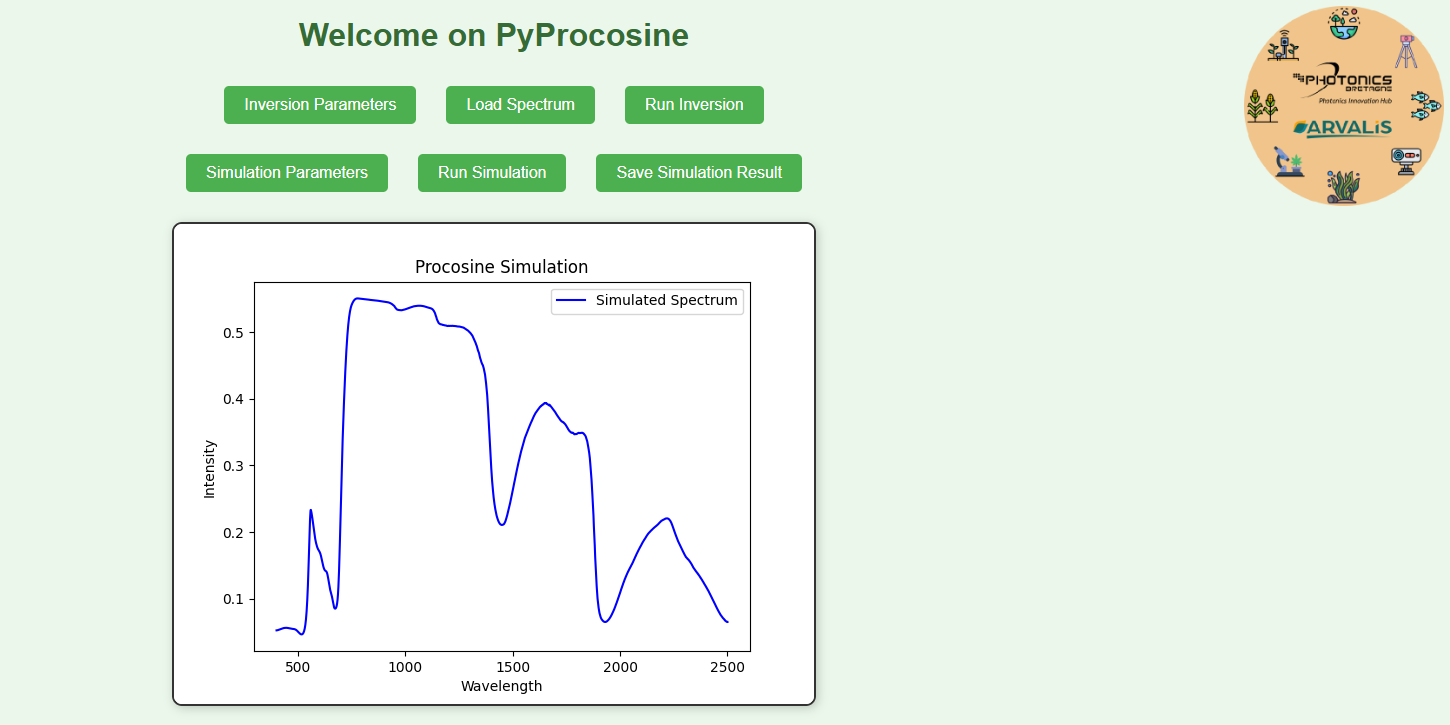 Welcome on PyProcosine
Inversion Parameters
Load Spectrum
Run Inversion
Simulation Parameters
Run Simulation
Save Simulation Result
PHOTONICS
BRETAGNE
Photonics Innovation Hub
ARVALIS
Procosine Simulation
Simulated Spectrum
0.5
0.4
0.3
0.2
0.1
Intensity
500 1000 1500 2000 2500
Wavelength